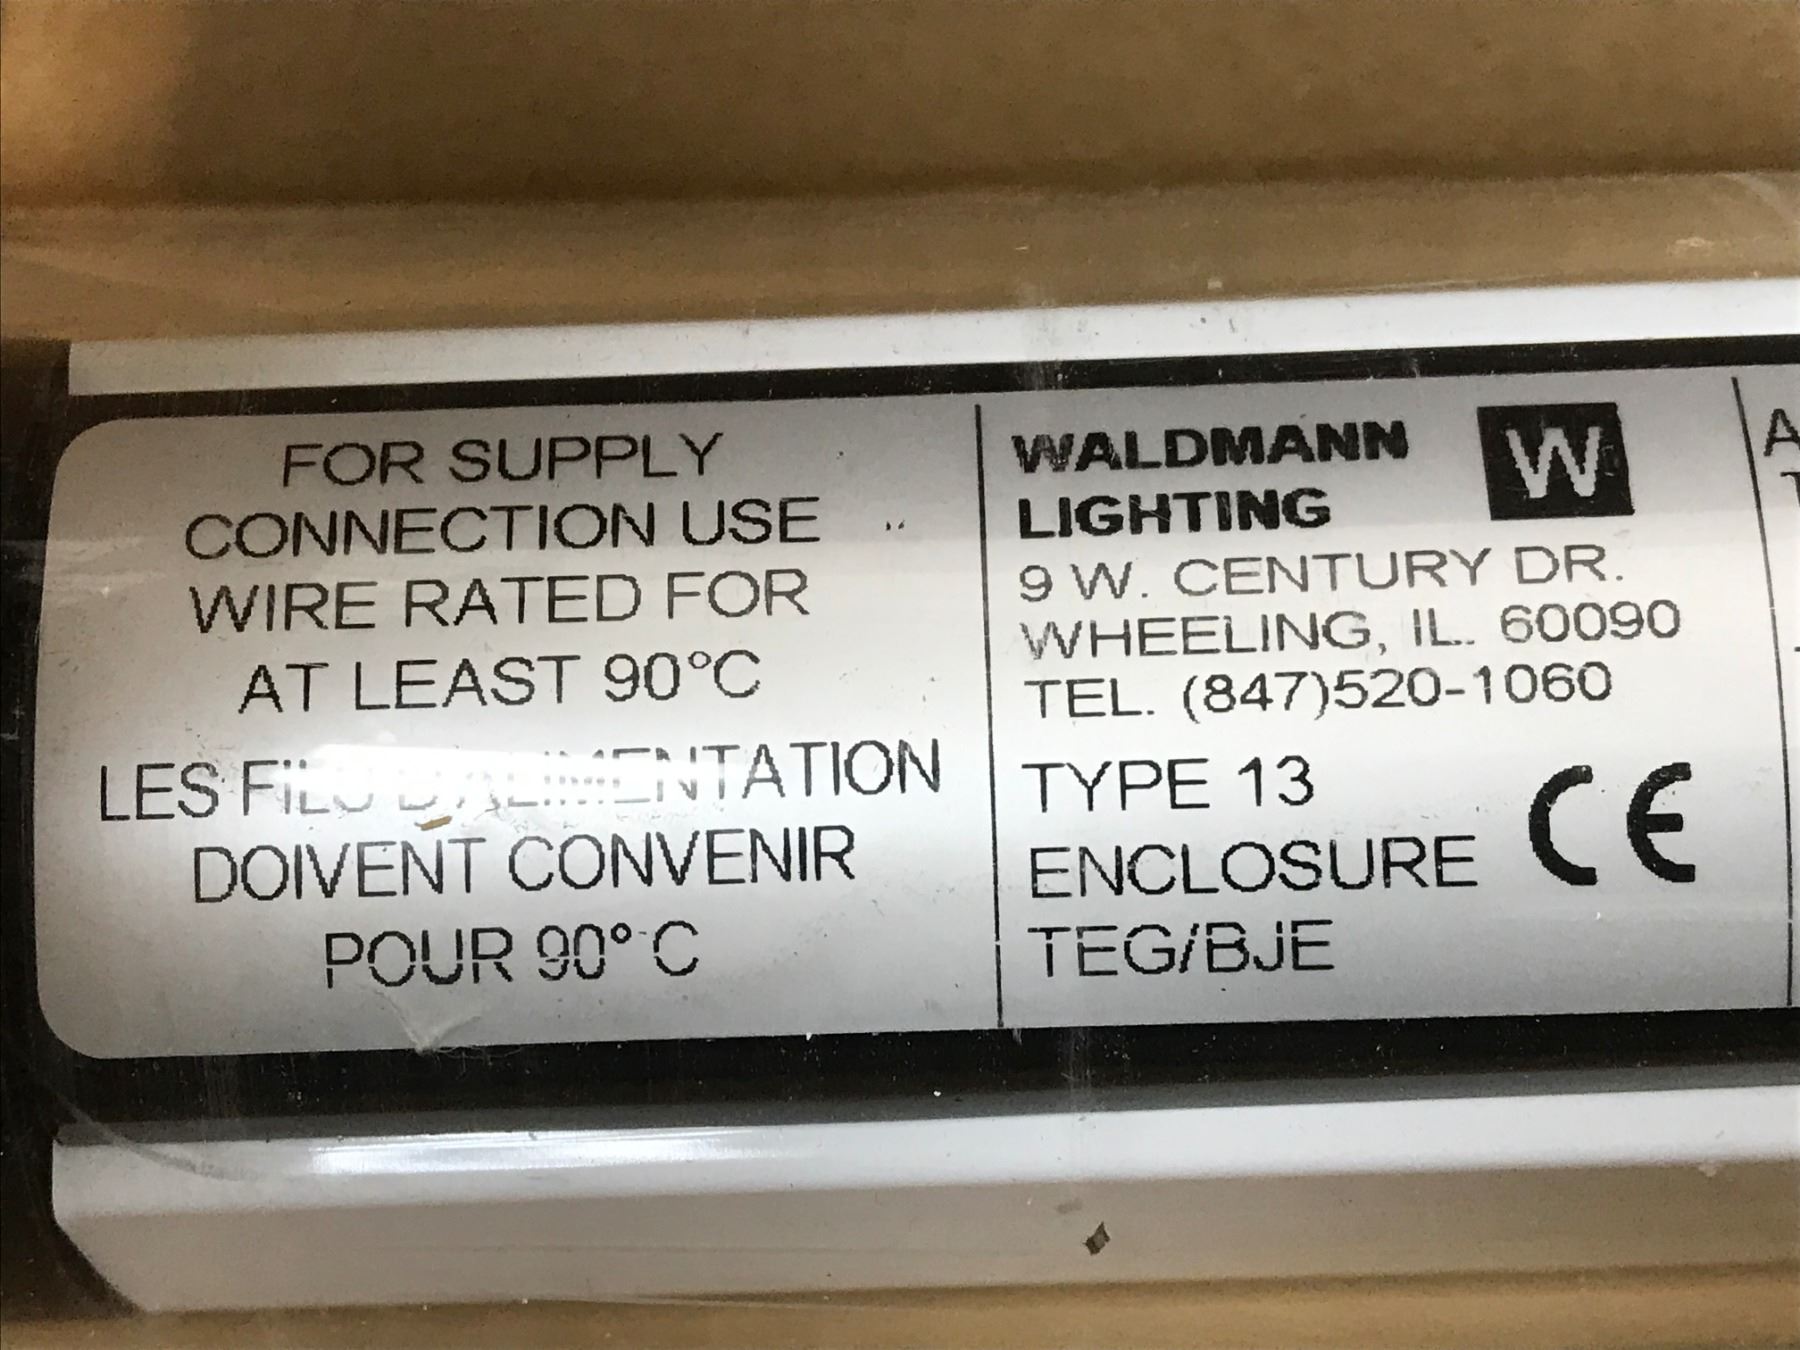 FOR SUPPLY
CONNECTION USE
WIRE RATED FOR
AT LEAST 90°C
LES FILS D'ALIMENTATION
DOIVENT CONVENIR
POUR 90° C
WALDMANN
LIGHTING
W
9 W. CENTURY DR.
WHEELING, IL. 60090
TEL. (847)520-1060
TYPE 13
ENCLOSURE
CE
TEG/BJE